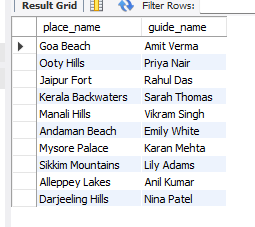 Result Grid Filter Rows:
place_name guide_name
Goa Beach Amit Verma
Ooty Hills Priya Nair
Jaipur Fort Rahul Das
Kerala Backwaters Sarah Thomas
Manali Hills Vikram Singh
Andaman Beach Emily White
Mysore Palace Karan Mehta
Sikkim Mountains Lily Adams
Alleppey Lakes Anil Kumar
Darjeeling Hills Nina Patel